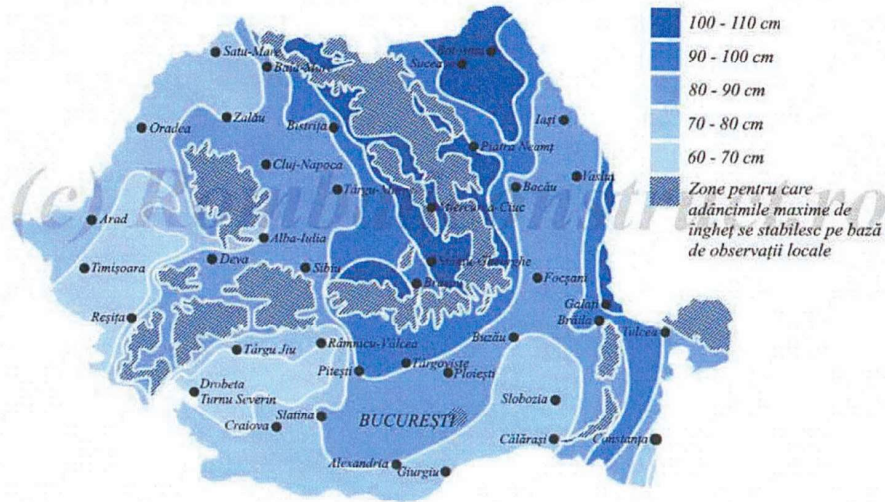 100 - 110 cm
90 - 100 cm
80 - 90 cm
70 - 80 cm
60 - 70 cm
Zone pentru care
adâncimile maxime de
îngheț se stabilesc pe bază
de observații locale
Satu-Mare
Baia-Mare
Botoșani
Suceava
Oradea
Zalău
Bistrița
Iași
Piatra Neamț
Cluj-Napoca
Târgu-Mureș
Bacău
Vaslui
Miercurea-Ciuc
Arad
Alba-Iulia
Timișoara
Deva
Sibiu
Sfântu-Gheorghe
Brașov
Focșani
Reșița
Galați
Brăila
Tulcea
Târgu Jiu
Râmnicu-Vâlcea
Buzău
Pitești
Târgoviște
Ploiești
Drobeta
Turnu Severin
Slobozia
Craiova
Slatina
BUCUREȘTI
Călărași
Constanța
Alexandria
Giurgiu
(c)